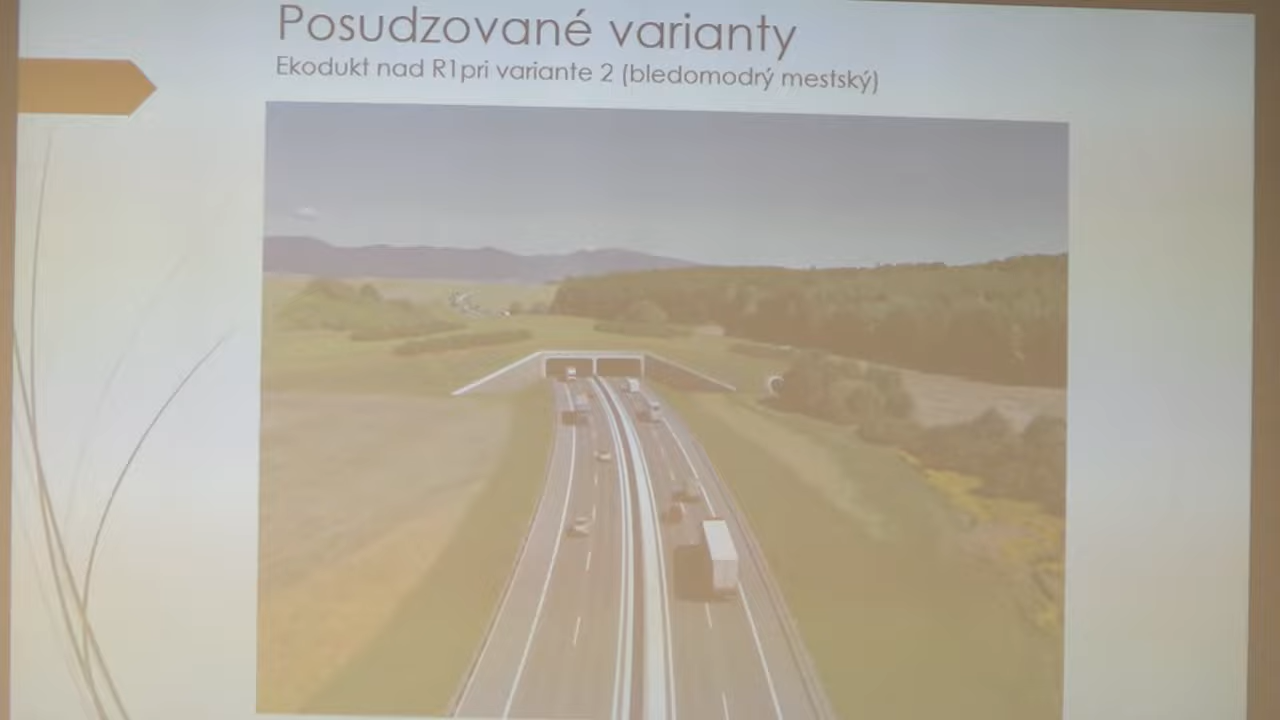 Posudzované varianty
Ekodukt nad R1pri variante 2 (bledomodrý mestský)